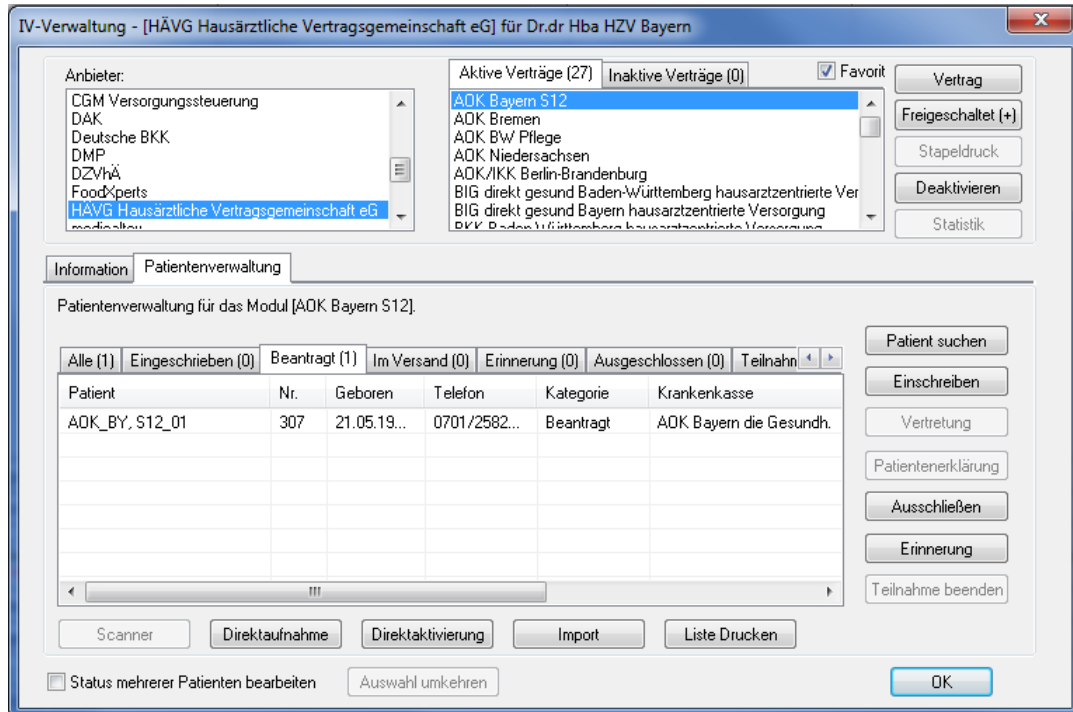 IV-Verwaltung - [HÄVG Hausärztliche Vertragsgemeinschaft eG] für Dr.dr Hba HZV Bayern
Anbieter:
CGM Versorgungssteuerung
DAK
Deutsche BKK
DMP
DZVhÄ
FoodXperts
HÄVG Hausärztliche Vertragsgemeinschaft eG
Aktive Verträge (27)
Inaktive Verträge (0)
Favorit
AOK Bayern S12
AOK Bremen
AOK BW Pflege
AOK Niedersachsen
AOK/IKK Berlin-Brandenburg
BIG direkt gesund Baden-Württemberg hausarztzentrierte Ver
BIG direkt gesund Bayern hausarztzentrierte Versorgung
BKK Baden Württemberg hausarztzentrierte Versorgung
Vertrag
Freigeschaltet (+)
Stapeldruck
Deaktivieren
Statistik
Information
Patientenverwaltung
Patientenverwaltung für das Modul [AOK Bayern S12].
Alle (1) Eingeschrieben (0) Beantragt (1) Im Versand (0) Erinnerung (0) Ausgeschlossen (0) Teilnahn
Patient Nr. Geboren Telefon Kategorie Krankenkasse
AOK_BY, S12_01 307 21.05.19... 0701/2582... Beantragt AOK Bayern die Gesundh.
Patient suchen
Einschreiben
Vertretung
Patientenerklärung
Ausschließen
Erinnerung
Teilnahme beenden
Scanner Direktaufnahme Direktaktivierung Import Liste Drucken
Status mehrerer Patienten bearbeiten Auswahl umkehren OK